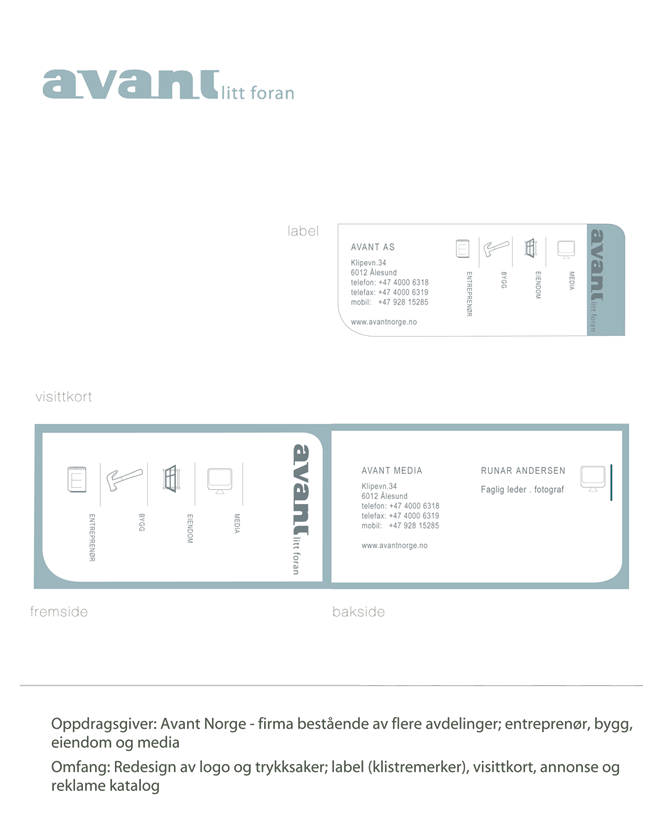 avant litt foran
label
AVANT AS
Klipevn.34
6012 Ålesund
telefon: +47 4000 6318
telefax: +47 4000 6319
mobil: +47 928 15285
www.avantnorge.no
ENTREPRENØR
BYGG
EIENDOM
MEDIA
avant litt foran
visittkort
E
ENTREPRENØR
BYGG
EIENDOM
MEDIA
avant litt foran
AVANT MEDIA
Klipevn.34
6012 Ålesund
telefon: +47 4000 6318
telefax: +47 4000 6319
mobil: +47 928 15285
www.avantnorge.no
RUNAR ANDERSEN
Faglig leder . fotograf
fremside
bakside
Oppdragsgiver: Avant Norge - firma bestående av flere avdelinger; entreprenør, bygg,
eiendom og media
Omfang: Redesign av logo og trykksaker; label (klistremerker), visittkort, annonse og
reklame katalog